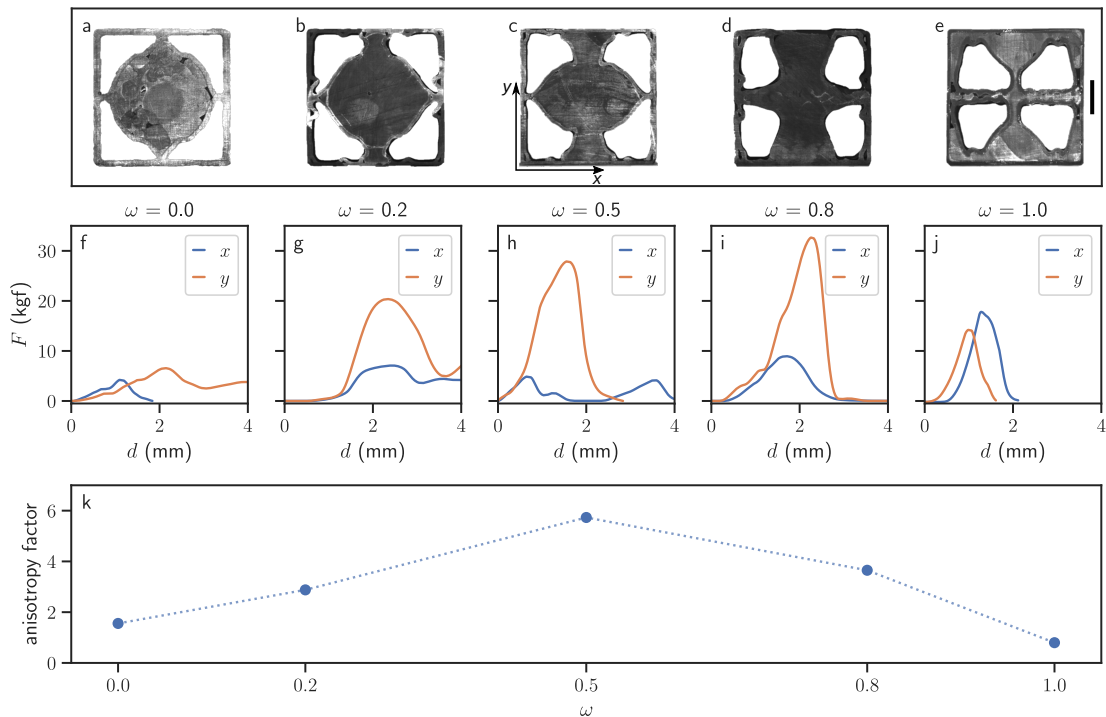 a b c d e
y
x
ω = 0.0 ω = 0.2 ω = 0.5 ω = 0.8 ω = 1.0
f g h i j
x x x x x
y y y y y
30
20
10
0
F (kgf)
0 2 4 0 2 4 0 2 4 0 2 4 0 2 4
d (mm) d (mm) d (mm) d (mm) d (mm)
k
6
4
2
0
anisotropy factor
0.0 0.2 0.5 0.8 1.0
ω